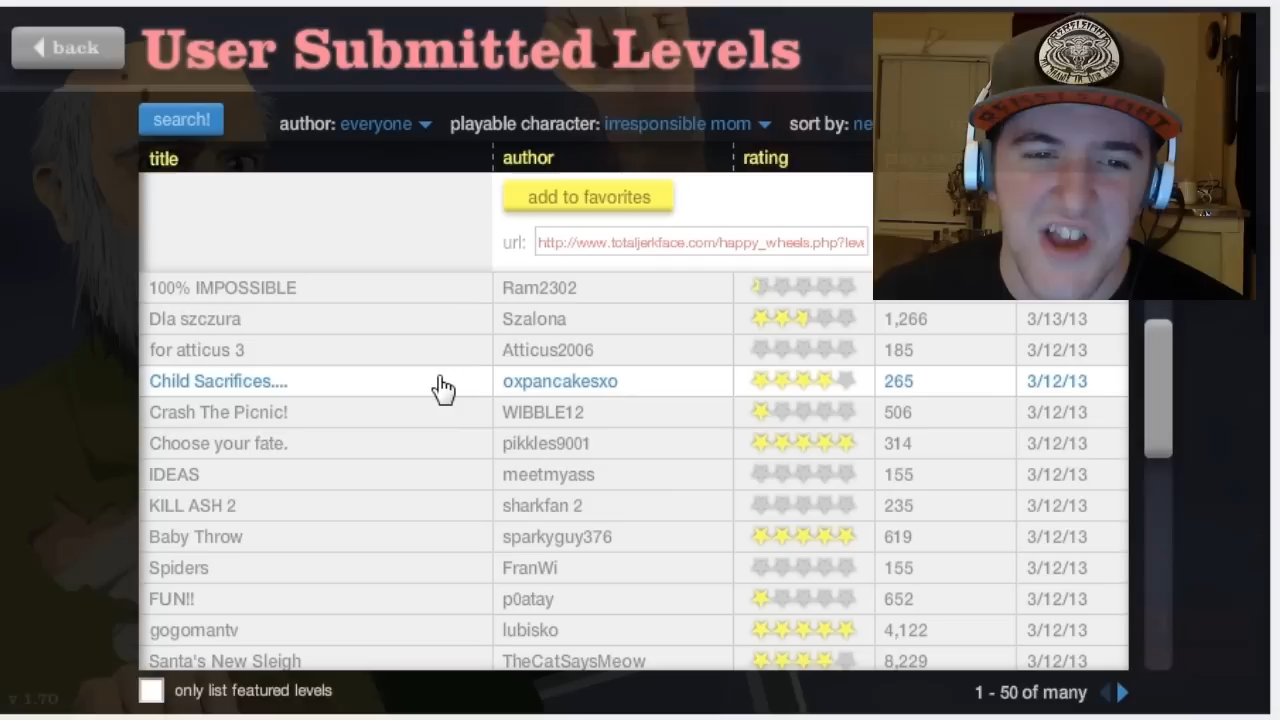 back
User Submitted Levels
search!
author: everyone playable character: irresponsible mom sort by: ne
title author rating
add to favorites
url: http://www.totaljerkface.com/happy_wheels.php?leve
100% IMPOSSIBLE Ram2302
Dla szczura Szalona 1,266 3/13/13
for atticus 3 Atticus2006 185 3/12/13
Child Sacrifices.... oxpancakesxo 265 3/12/13
Crash The Picnic! WIBBLE12 506 3/12/13
Choose your fate. pikkles9001 314 3/12/13
IDEAS meetmyass 155 3/12/13
KILL ASH 2 sharkfan 2 235 3/12/13
Baby Throw sparkyguy376 619 3/12/13
Spiders FranWi 155 3/12/13
FUN!! p0atay 652 3/12/13
gogomantv lubisko 4,122 3/12/13
Santa's New Sleigh TheCatSaysMeow 8,229 3/12/13
only list featured levels 1 - 50 of many
v 1.70